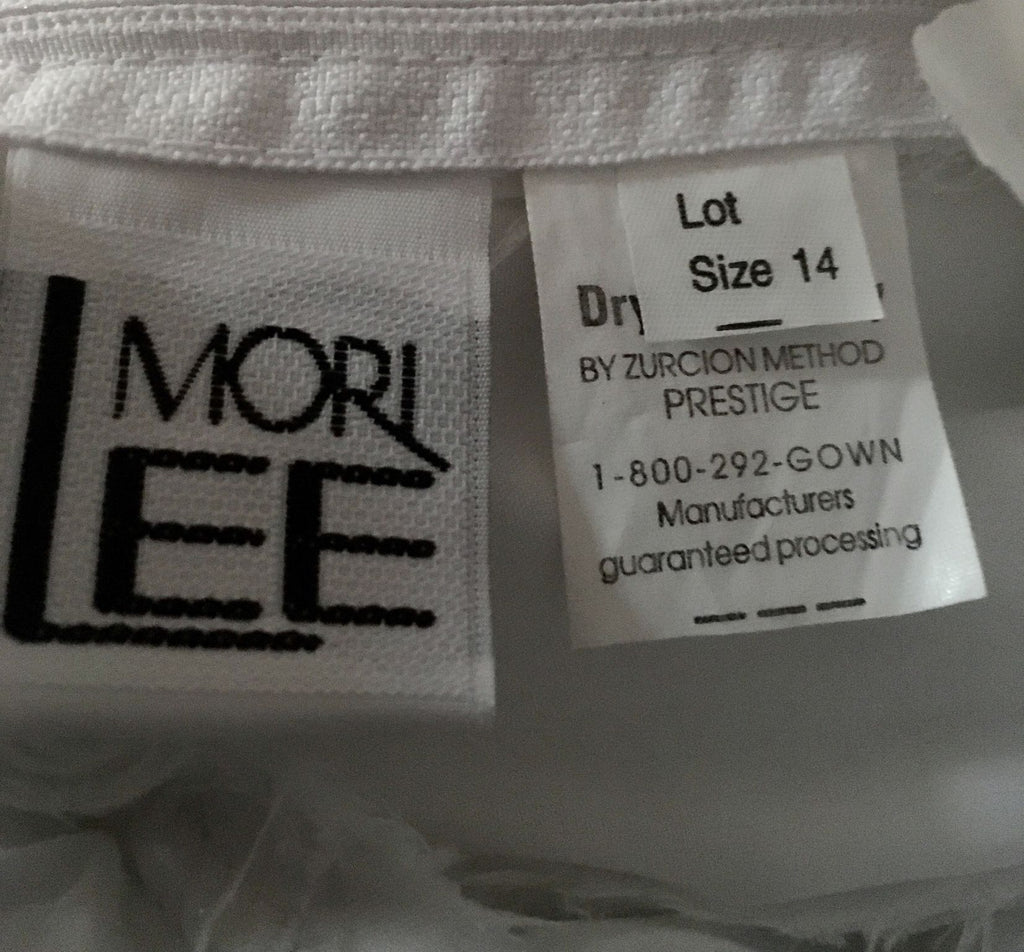 MORI
LEE
Lot
Size 14
Dry
BY ZURCION METHOD
PRESTIGE
1-800-292-GOWN
Manufacturers
guaranteed processing